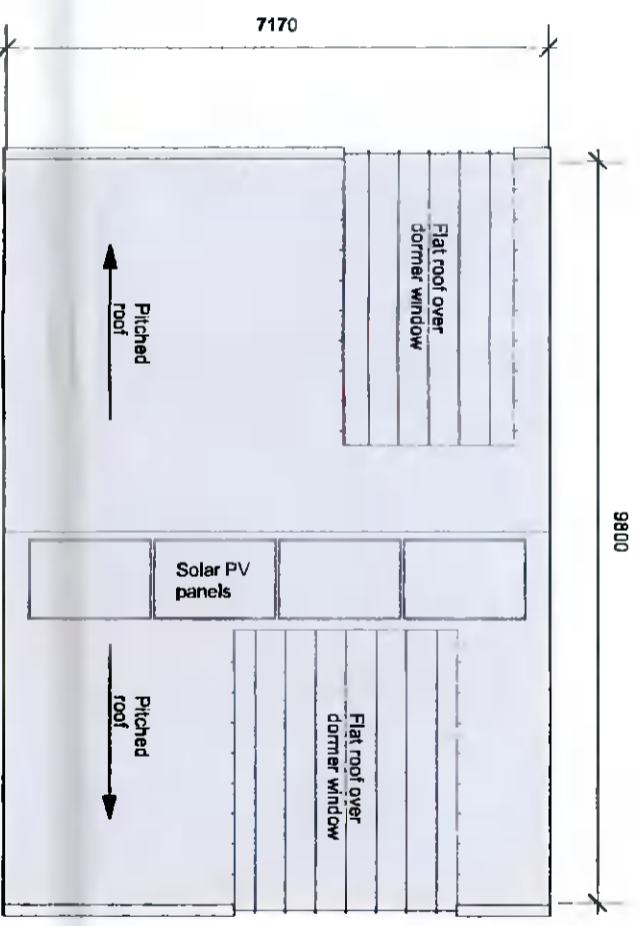 7170
Flat roof over
dormer window
Pitched
roof
9800
Solar PV
panels
Pitched
roof
Flat roof over
dormer window